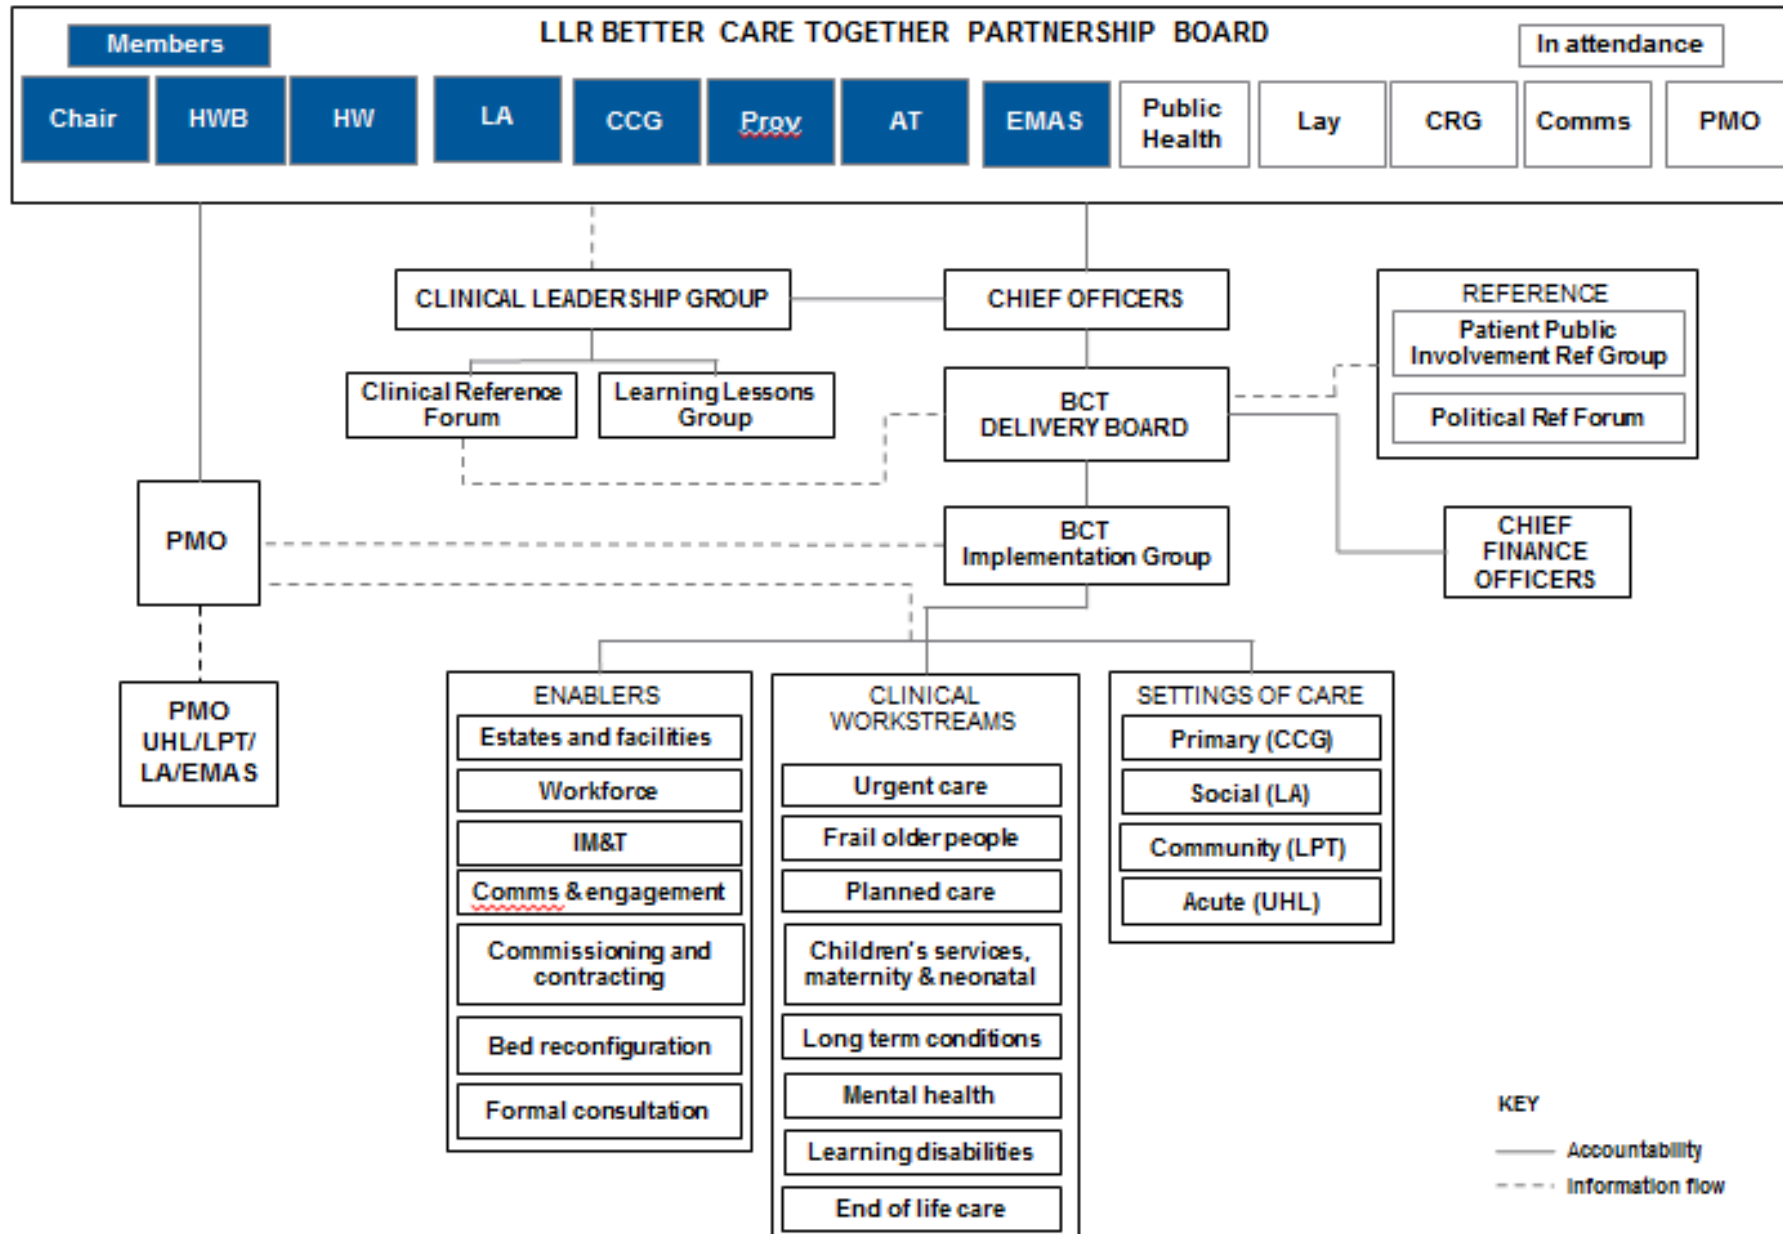 LLR BETTER CARE TOGETHER PARTNERSHIP BOARD
Members
In attendance
Chair
HWB
HW
LA
CCG
Prov
AT
EMAS
Public
Health
Lay
CRG
Comms
PMO
CLINICAL LEADERSHIP GROUP
CHIEF OFFICERS
REFERENCE
Patient Public
Involvement Ref Group
Political Ref Forum
Clinical Reference
Forum
Learning Lessons
Group
BCT
DELIVERY BOARD
PMO
BCT
Implementation Group
CHIEF
FINANCE
OFFICERS
PMO
UHL/LPT/
LA/EMAS
ENABLERS
Estates and facilities
Workforce
IM&T
Comms & engagement
Commissioning and
contracting
Bed reconfiguration
Formal consultation
CLINICAL
WORKSTREAMS
Urgent care
Frail older people
Planned care
Children's services,
maternity & neonatal
Long term conditions
Mental health
Learning disabilities
End of life care
SETTINGS OF CARE
Primary (CCG)
Social (LA)
Community (LPT)
Acute (UHL)
KEY
Accountability
Information flow